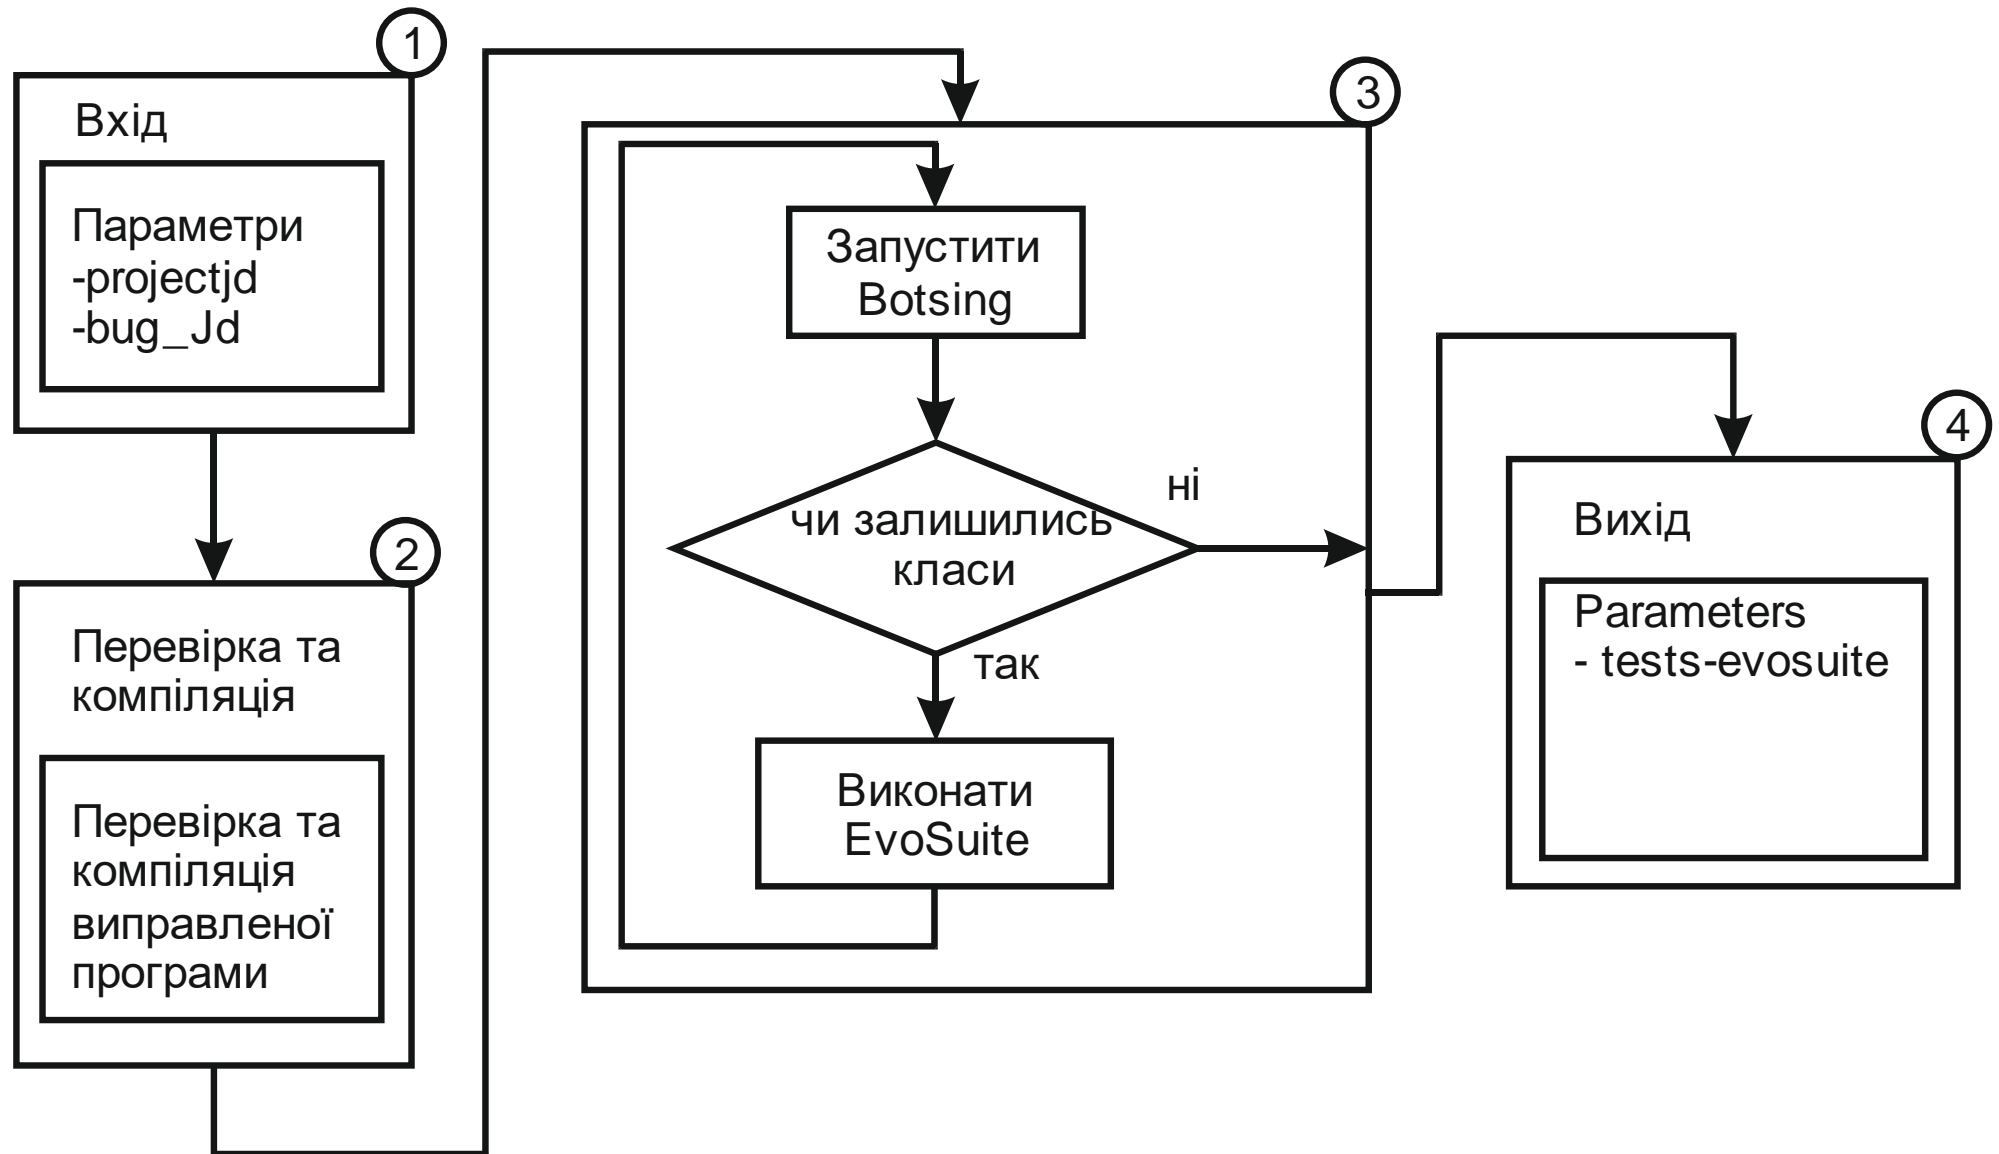 1
Вхід
Параметри
-projectjd
-bug_Jd
2
Перевірка та
компіляція
Перевірка та
компіляція
виправленої
програми
3
Запустити
Botsing
чи залишились
класи
ні
так
Виконати
EvoSuite
4
Вихід
Parameters
- tests-evosuite